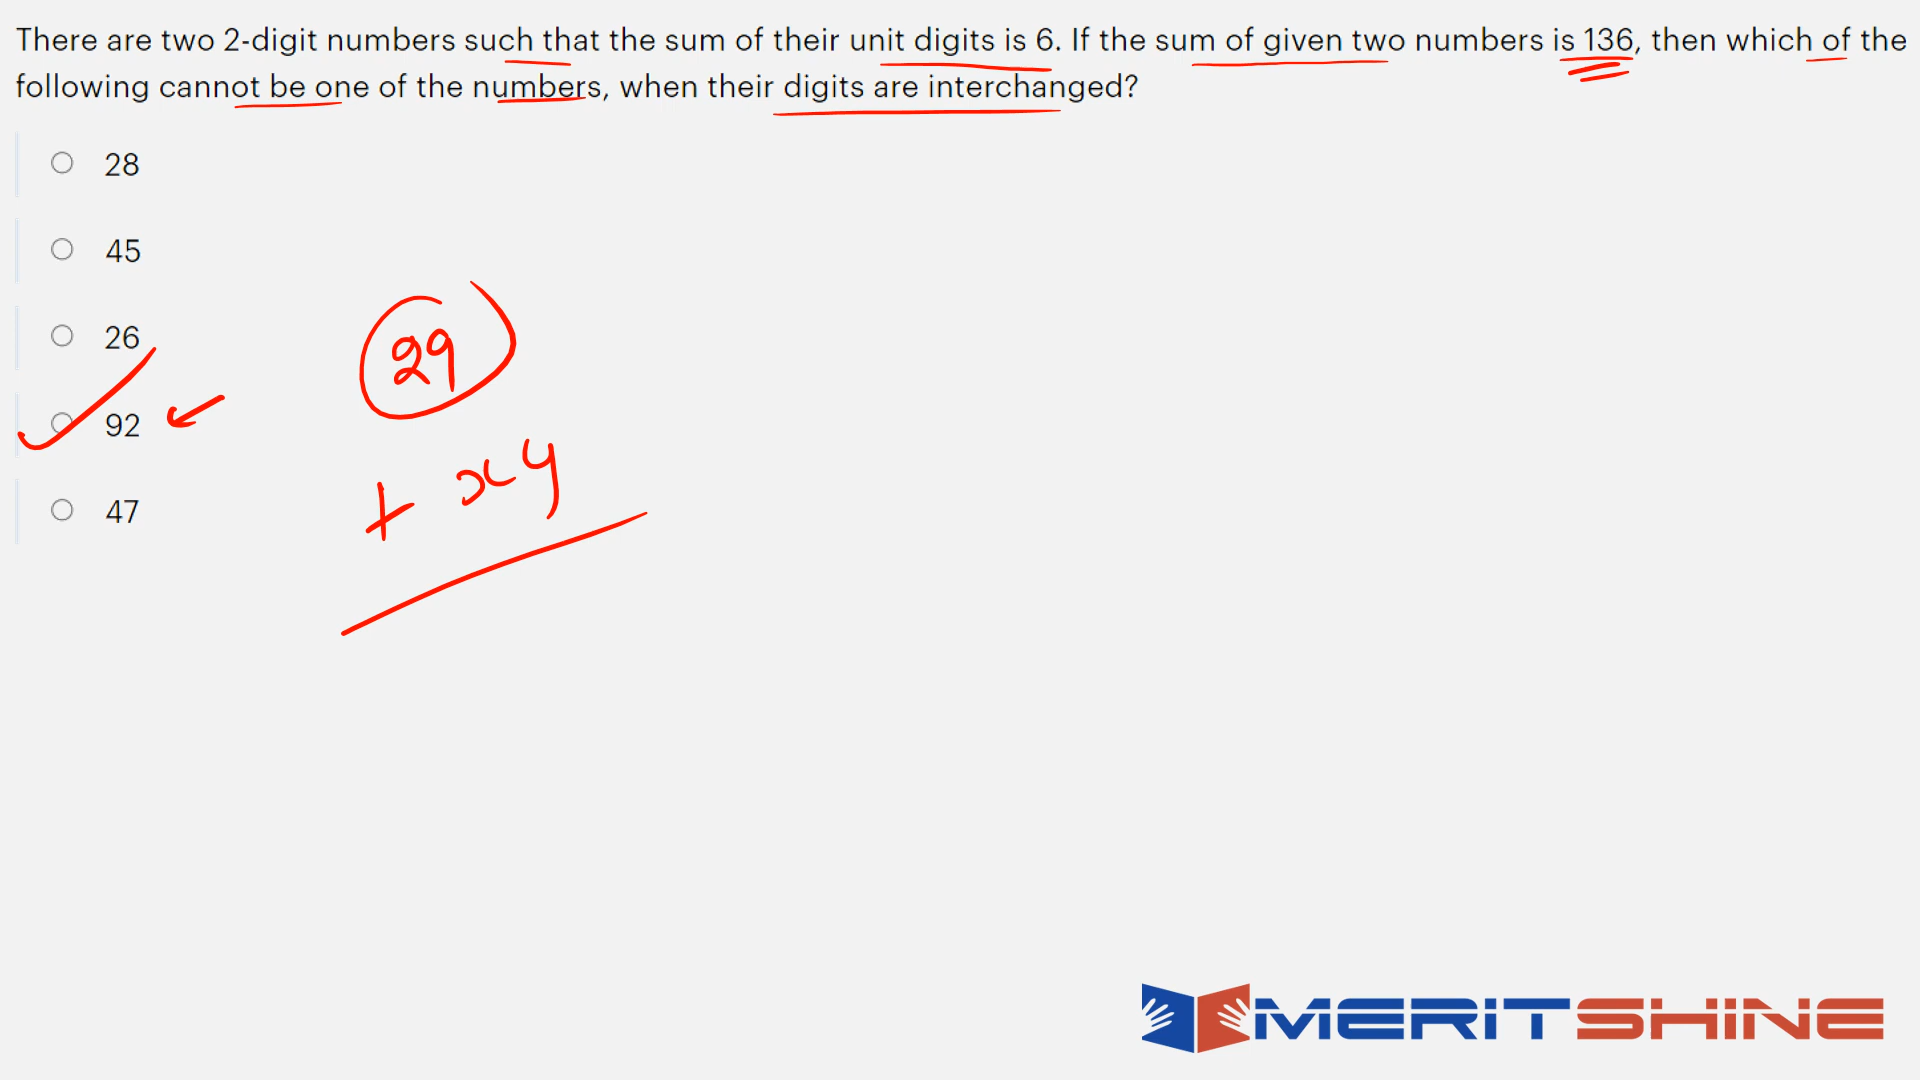 There are two 2-digit numbers such that the sum of their unit digits is 6. If the sum of given two numbers is 136, then which of the
following cannot be one of the numbers, when their digits are interchanged?
28
45
26
92
47
29
+ xy
MERITSHINE